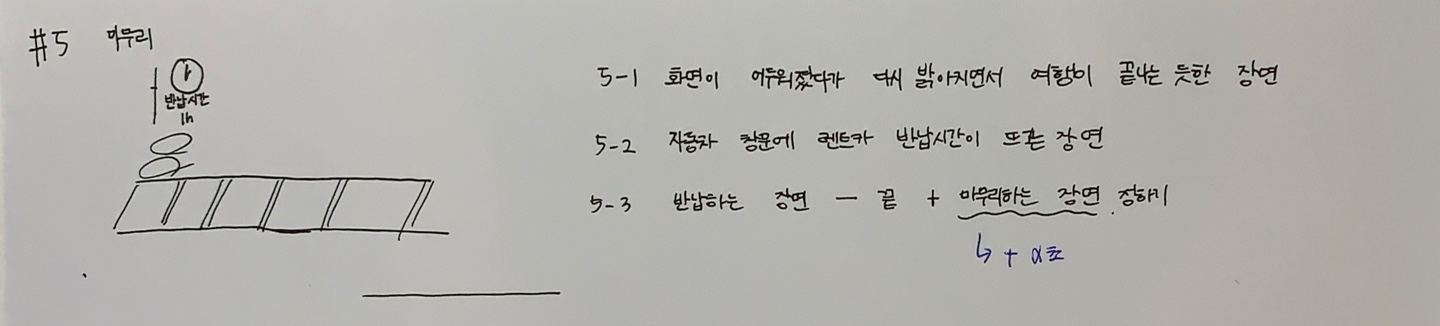 #5 마무리
반납시간
1h
5-1 화면이 어두워졌다가 다시 밝아지면서 여행이 끝나는 듯한 장면
5-2 자동차 창문에 렌트카 반납시간이 뜨는 장면
5-3 반납하는 장면 — 끝 + 마무리하는 장면 정하기
↳ + α초